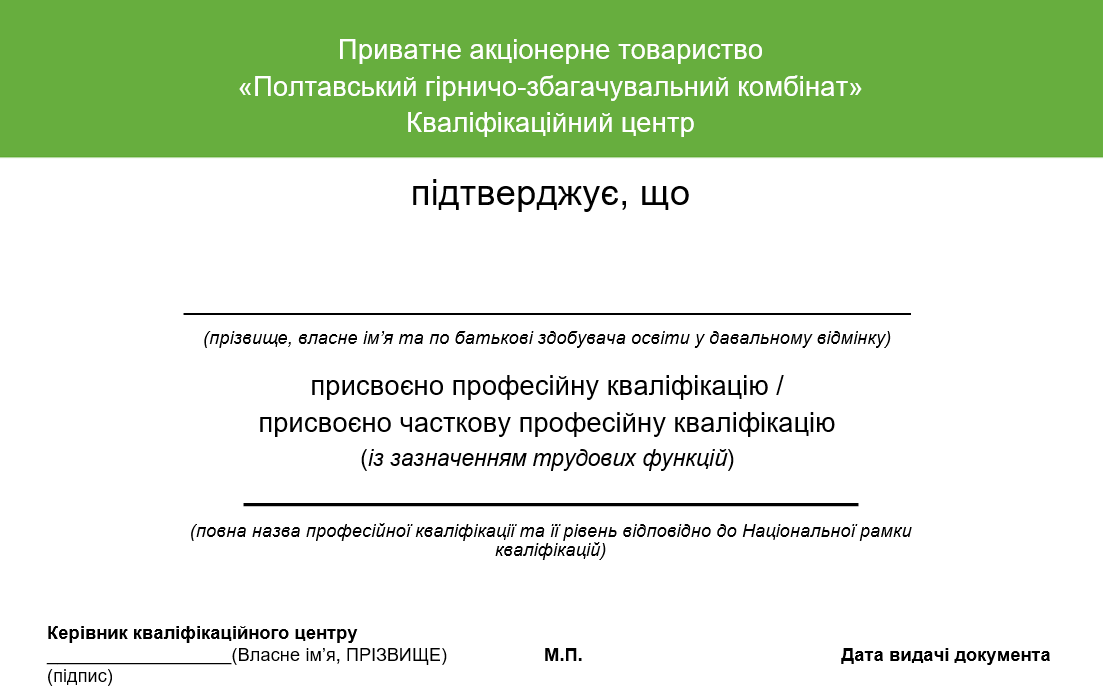 Приватне акціонерне товариство
«Полтавський гірничо-збагачувальний комбінат»
Кваліфікаційний центр
підтверджує, що
(прізвище, власне ім’я та по батькові здобувача освіти у давальному відмінку)
присвоєно професійну кваліфікацію /
присвоєно часткову професійну кваліфікацію
(із зазначенням трудових функцій)
(повна назва професійної кваліфікації та її рівень відповідно до Національної рамки
кваліфікацій)
Керівник кваліфікаційного центру
__________________(Власне ім’я, ПРІЗВИЩЕ) М.П. Дата видачі документа
(підпис)